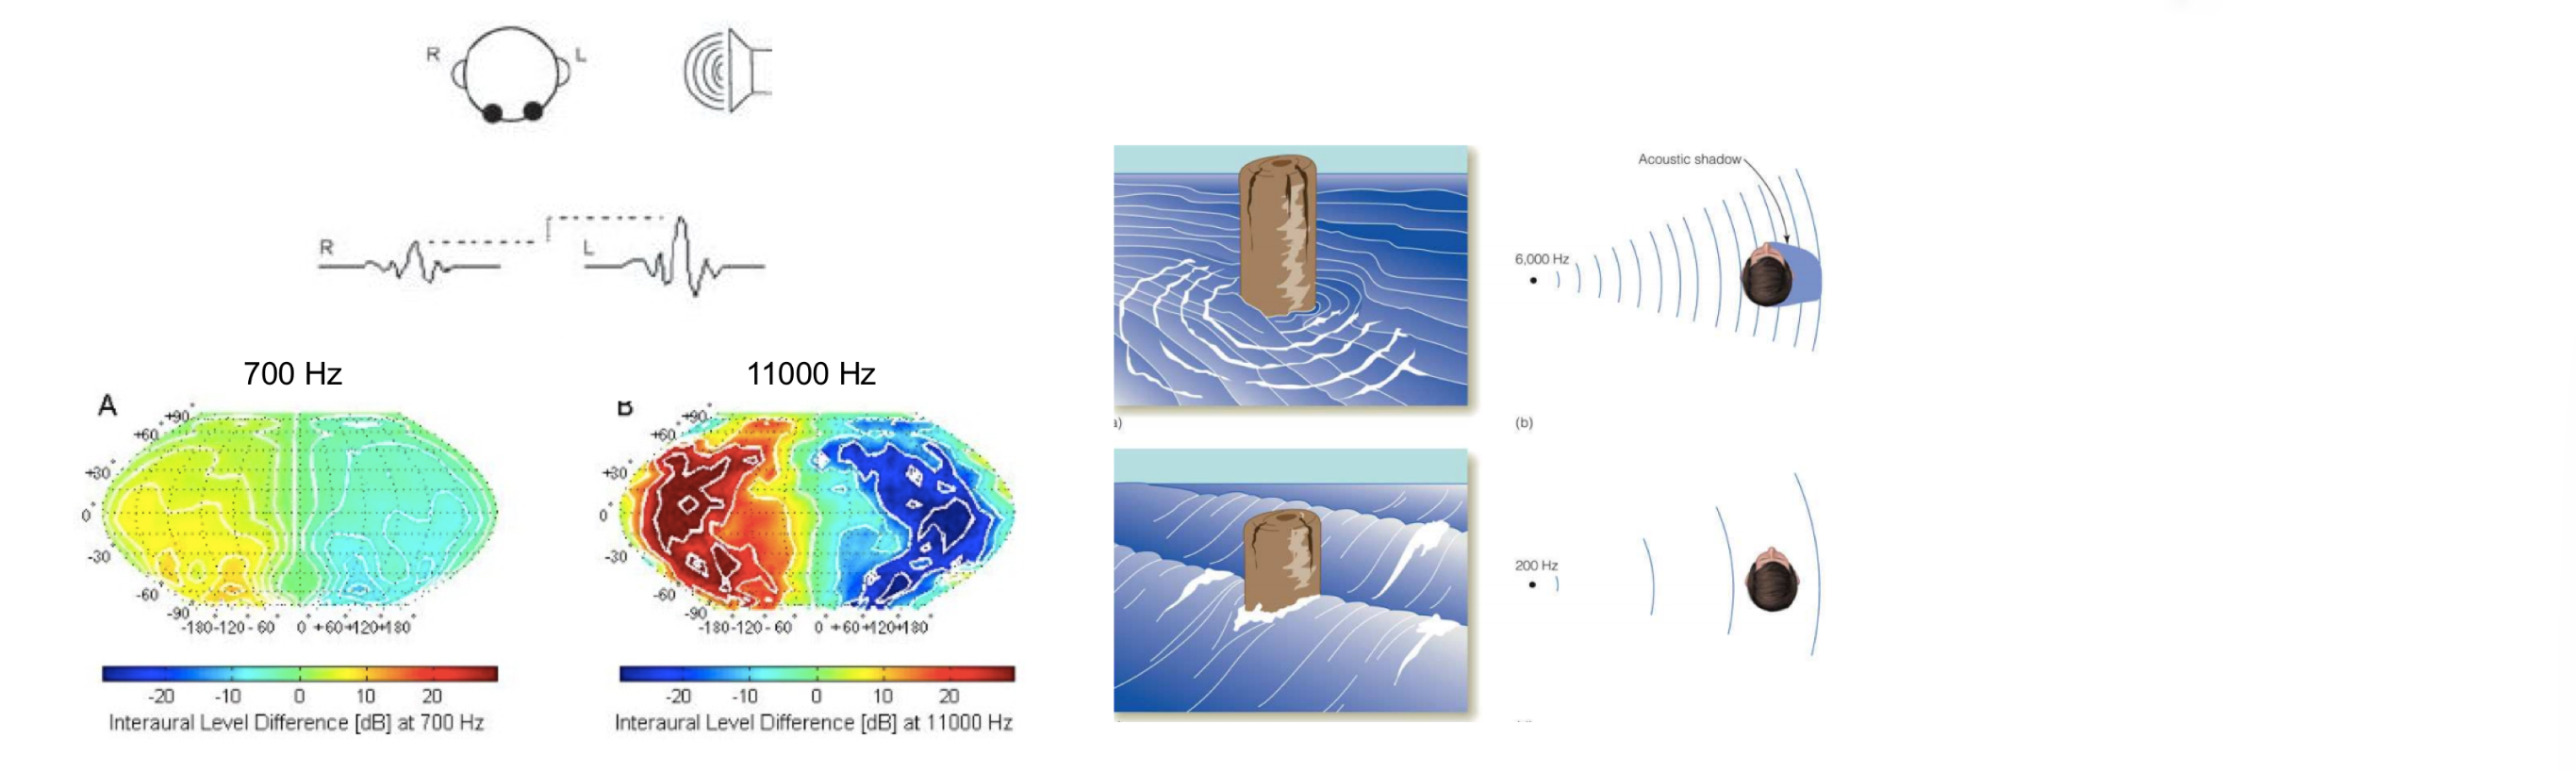 R
L
R
L
700 Hz
11000 Hz
A
+90°
+60°
+30°
0°
-30°
-60°
-90°
-180-120-60 0 +60+120+180
-20 -10 0 10 20
Interaural Level Difference [dB] at 700 Hz
B
+90°
+60°
+30°
0°
-30°
-60°
-90°
-180-120-60 0 +60+120+180
-20 -10 0 10 20
Interaural Level Difference [dB] at 11000 Hz
Acoustic shadow
6,000 Hz
a)
(b)
200 Hz